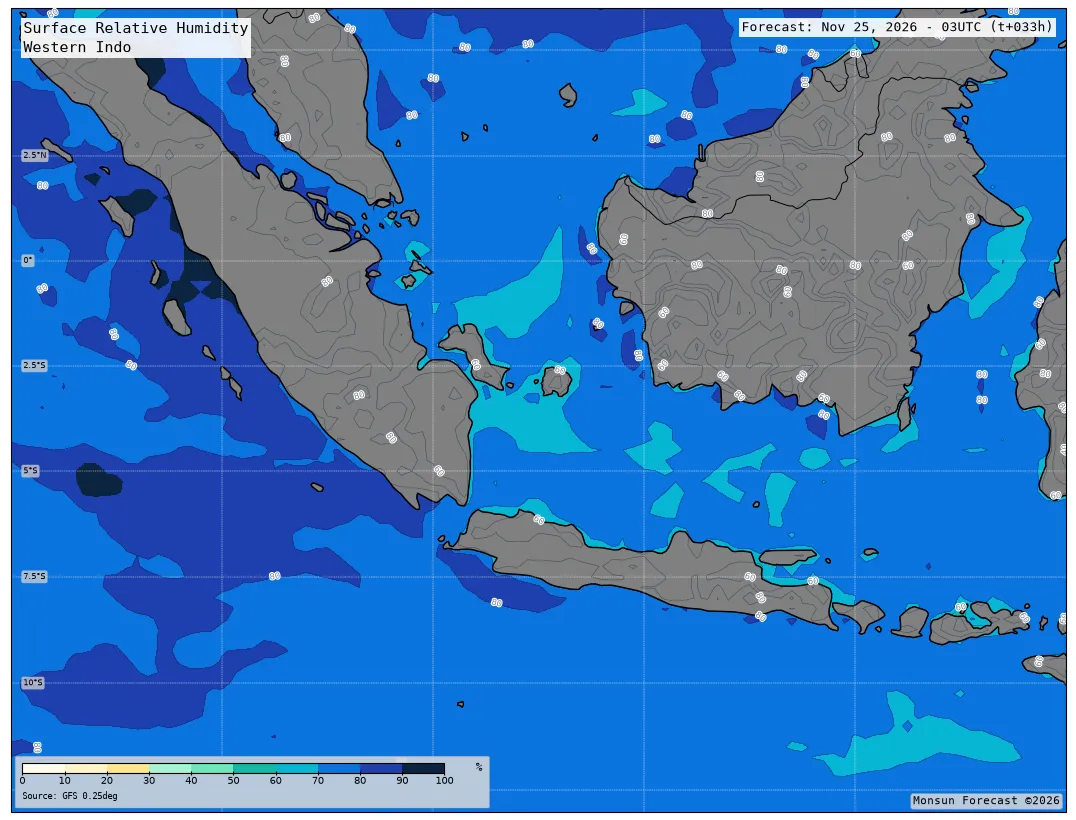 Surface Relative Humidity
Western Indo
Forecast: Nov 25, 2026 - 03UTC (t+033h)
2.5°N
0°
2.5°S
5°S
7.5°S
10°S
0 10 20 30 40 50 60 70 80 90 100
%
Source: GFS 0.25deg
Monsun Forecast ©2026